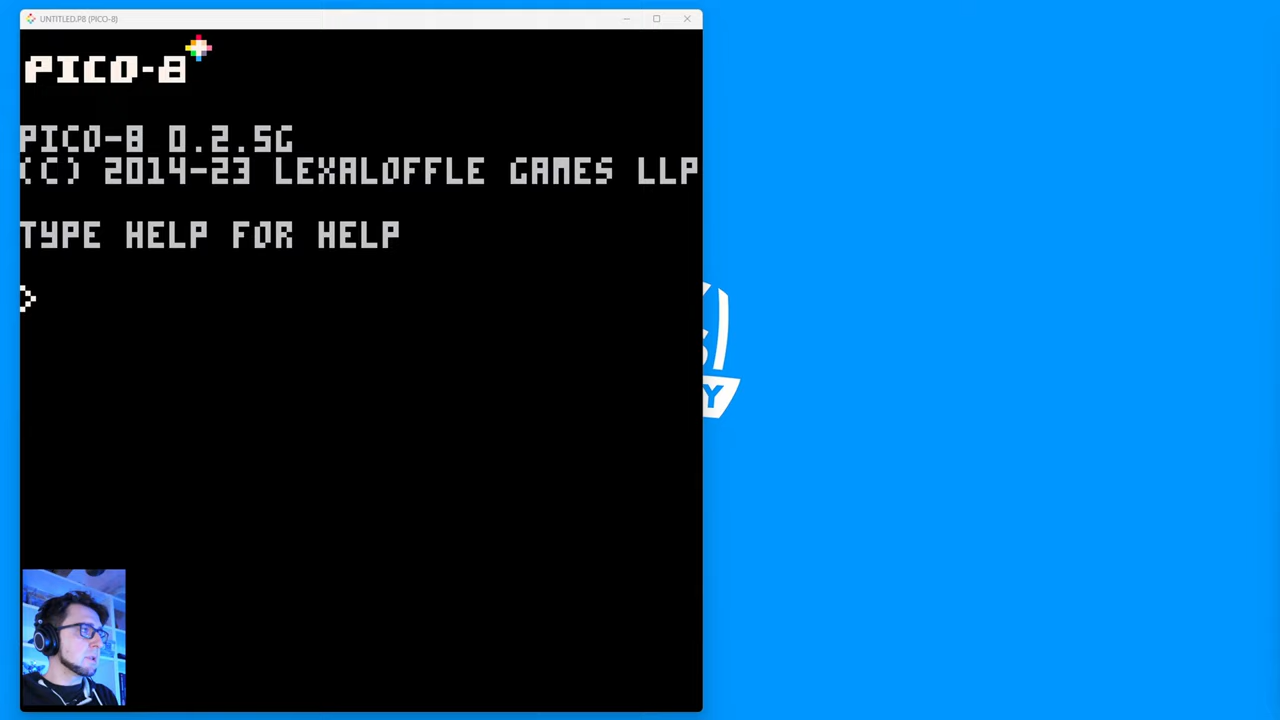 UNTITLED.P8 (PICO-8)
PICO-8
PICO-8 0.2.5G
(C) 2014-23 LEXALOFFLE GAMES LLP
TYPE HELP FOR HELP
>